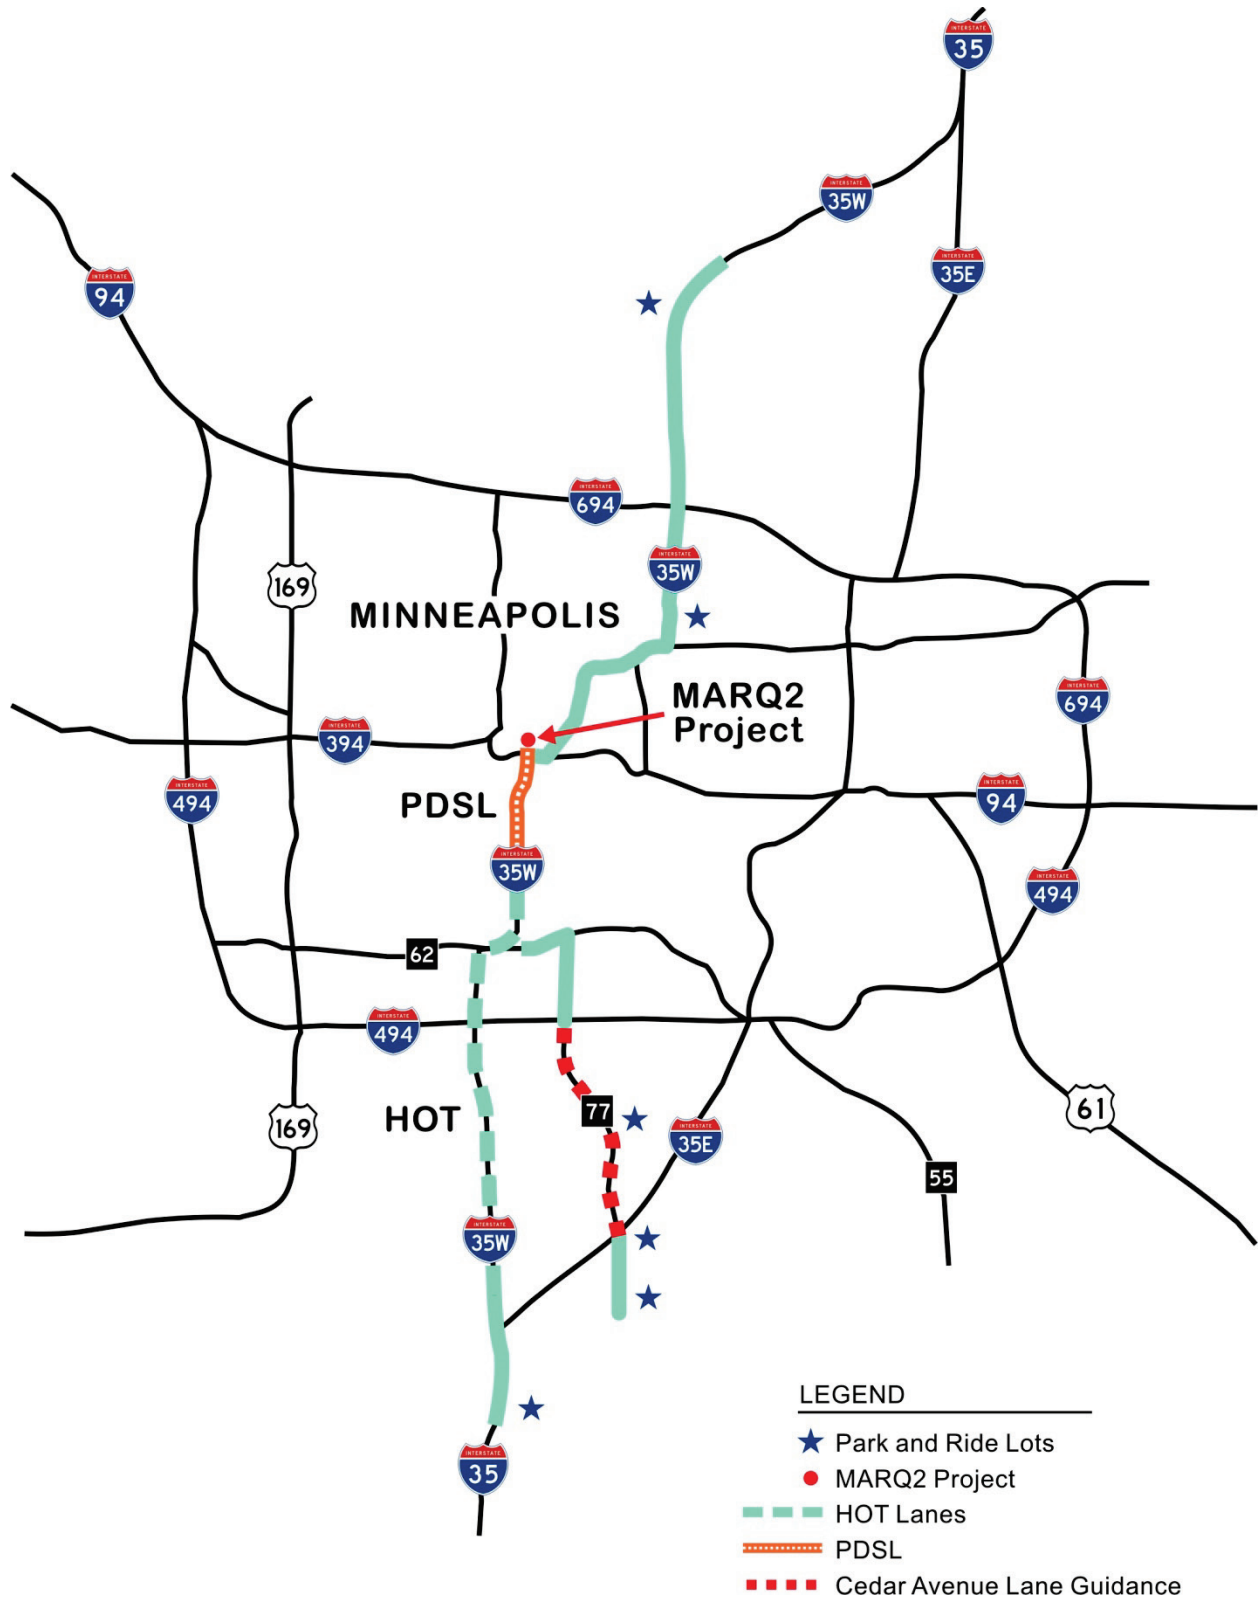 INTERSTATE
35
INTERSTATE
35W
INTERSTATE
35E
INTERSTATE
94
INTERSTATE
694
INTERSTATE
35W
169
MINNEAPOLIS
MARQ2
Project
INTERSTATE
694
INTERSTATE
394
INTERSTATE
494
PDSL
INTERSTATE
94
INTERSTATE
35W
INTERSTATE
494
62
INTERSTATE
494
HOT
77
169
INTERSTATE
35E
61
55
INTERSTATE
35W
INTERSTATE
35
LEGEND
Park and Ride Lots
MARQ2 Project
HOT Lanes
PDSL
Cedar Avenue Lane Guidance